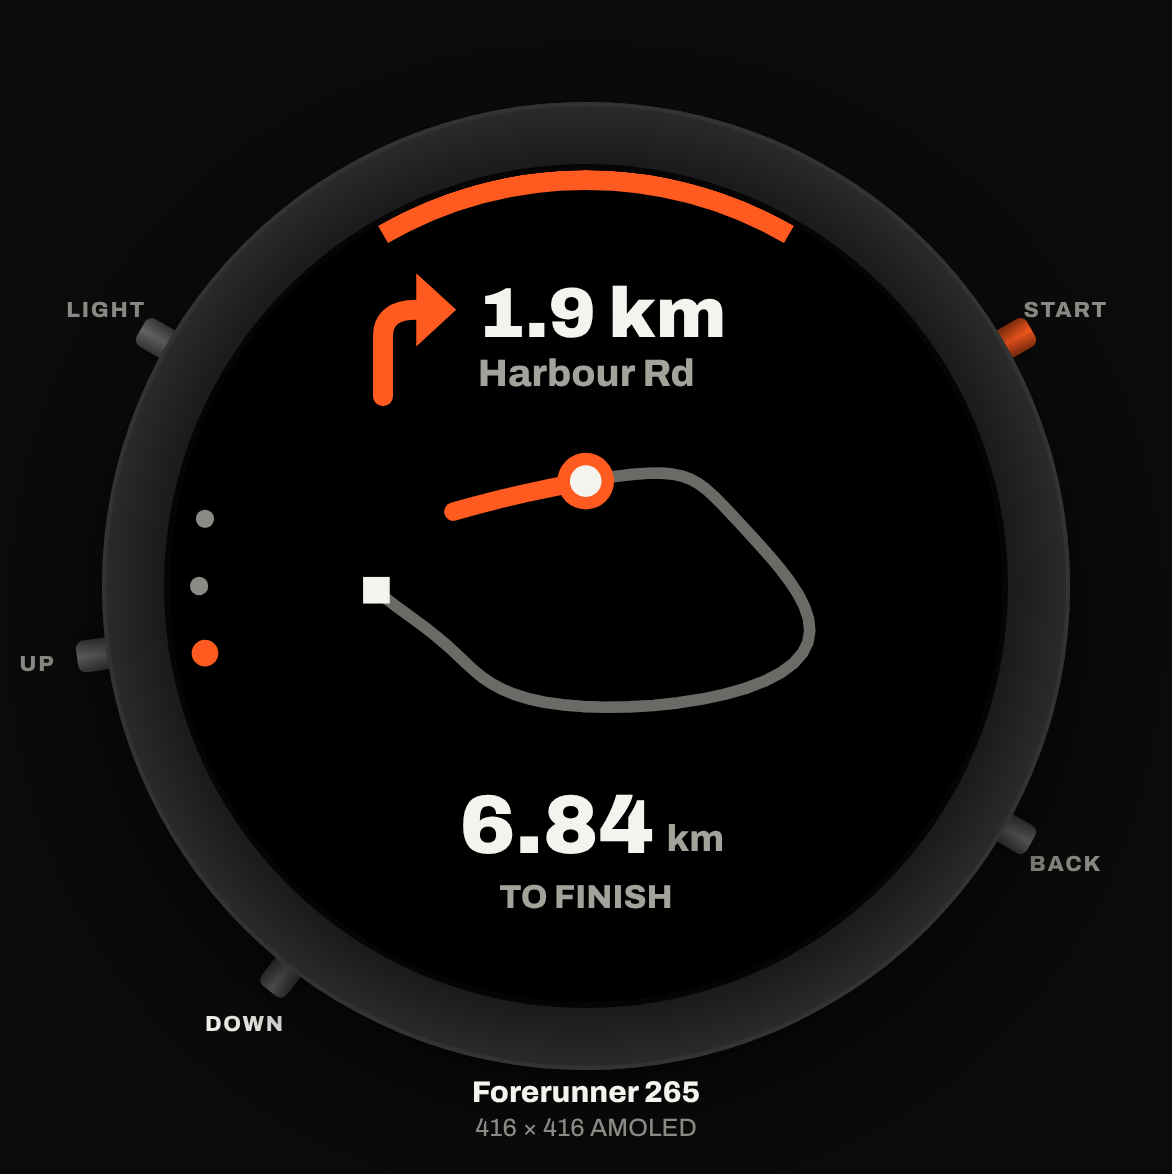 1.9 km
LIGHT
START
Harbour Rd
UP
6.84 km
BACK
TO FINISH
DOWN
Forerunner 265
416 × 416 AMOLED